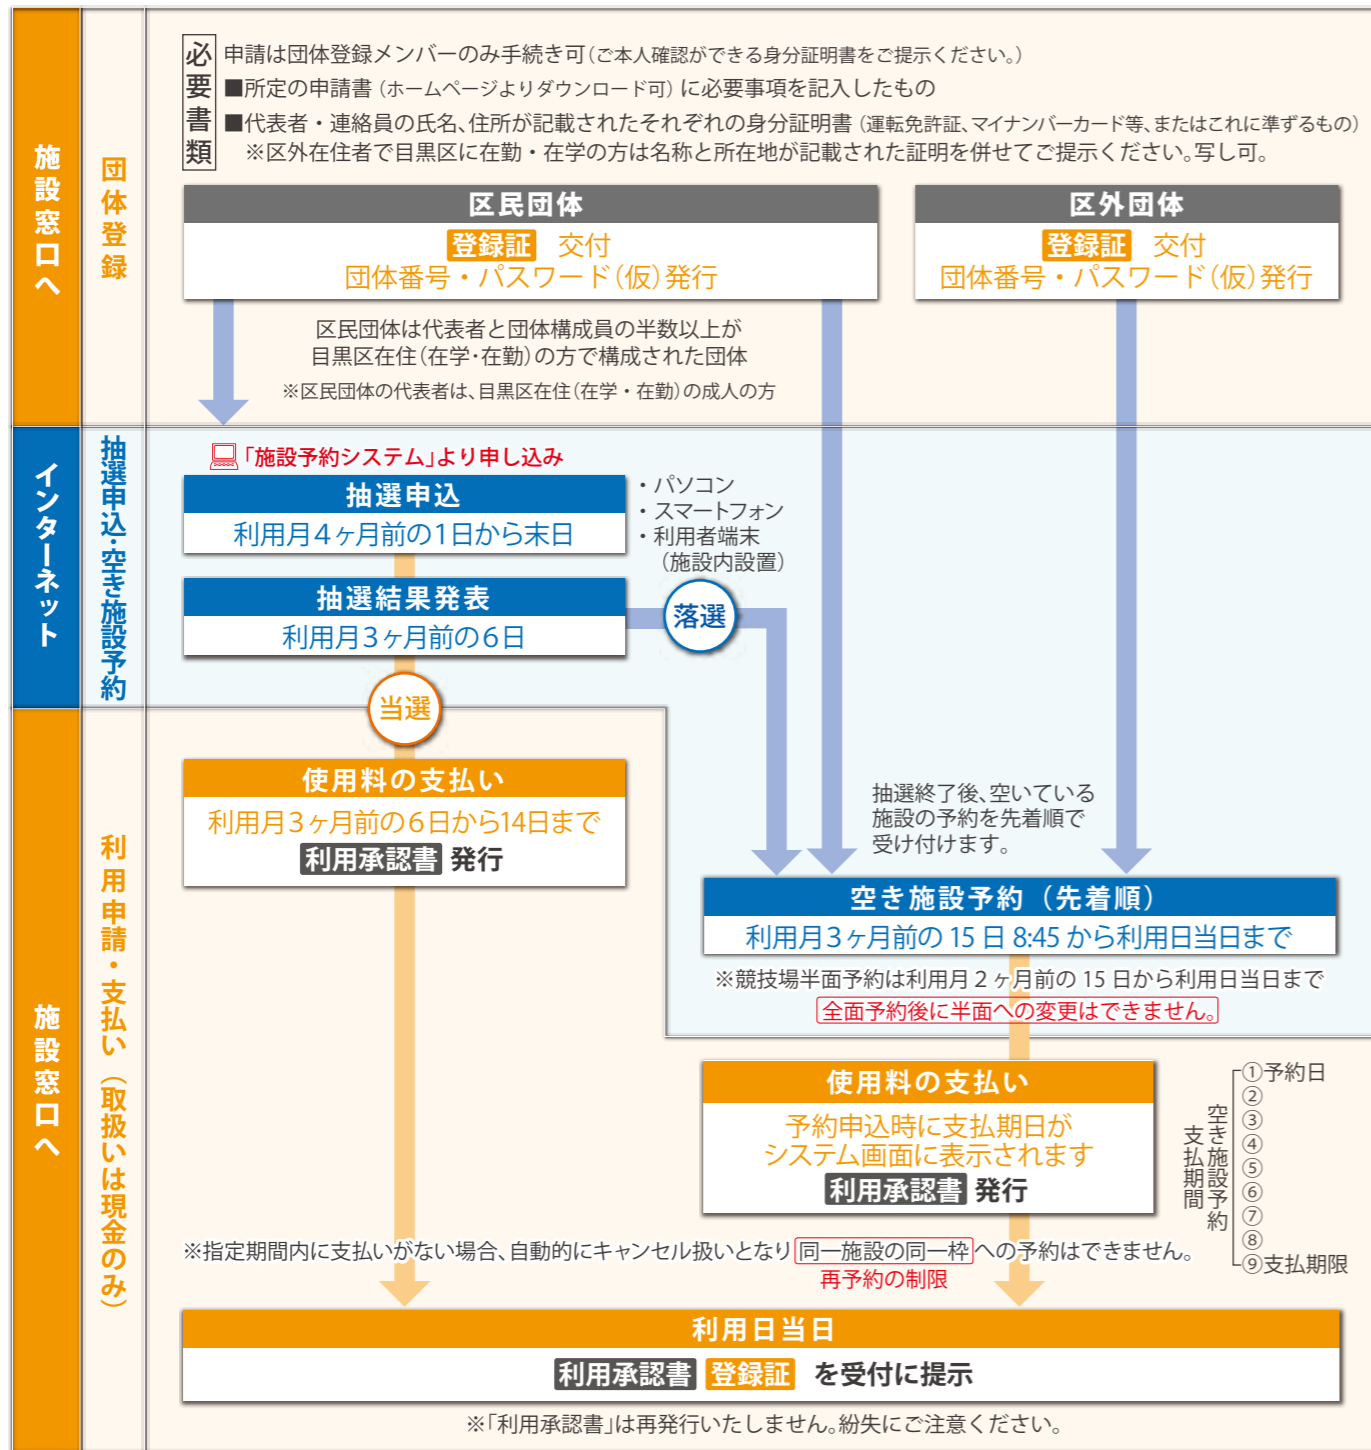 施設窓口へ
団体登録
必要書類
申請は団体登録メンバーのみ手続き可(ご本人確認ができる身分証明書をご提示ください。)
■所定の申請書(ホームページよりダウンロード可)に必要事項を記入したもの
■代表者・連絡員の氏名、住所が記載されたそれぞれの身分証明書(運転免許証、マイナンバーカード等、またはこれに準ずるもの)
※区外在住者で目黒区に在勤・在学の方は名称と所在地が記載された証明を併せてご提示ください。写し可。
区民団体
登録証 交付
団体番号・パスワード(仮)発行
区外団体
登録証 交付
団体番号・パスワード(仮)発行
区民団体は代表者と団体構成員の半数以上が
目黒区在住(在学・在勤)の方で構成された団体
※区民団体の代表者は、目黒区在住(在学・在勤)の成人の方
インターネット
抽選申込・空き施設予約
「施設予約システム」より申し込み
抽選申込
利用月4ヶ月前の1日から末日
・パソコン
・スマートフォン
・利用者端末
(施設内設置)
抽選結果発表
利用月3ヶ月前の6日
落選
当選
施設窓口へ
利用申請・支払い(取扱いは現金のみ)
使用料の支払い
利用月3ヶ月前の6日から14日まで
利用承認書 発行
抽選終了後、空いている
施設の予約を先着順で
受け付けます。
空き施設予約(先着順)
利用月3ヶ月前の 15 日 8:45 から利用日当日まで
※競技場半面予約は利用月2ヶ月前の 15 日から利用日当日まで
全面予約後に半面への変更はできません。
使用料の支払い
予約申込時に支払期日が
システム画面に表示されます
利用承認書 発行
空き施設予約
支払期間
①予約日
②
③
④
⑤
⑥
⑦
⑧
⑨支払期限
※指定期間内に支払いがない場合、自動的にキャンセル扱いとなり同一施設の同一枠への予約はできません。
再予約の制限
利用日当日
利用承認書 登録証 を受付に提示
※「利用承認書」は再発行いたしません。紛失にご注意ください。